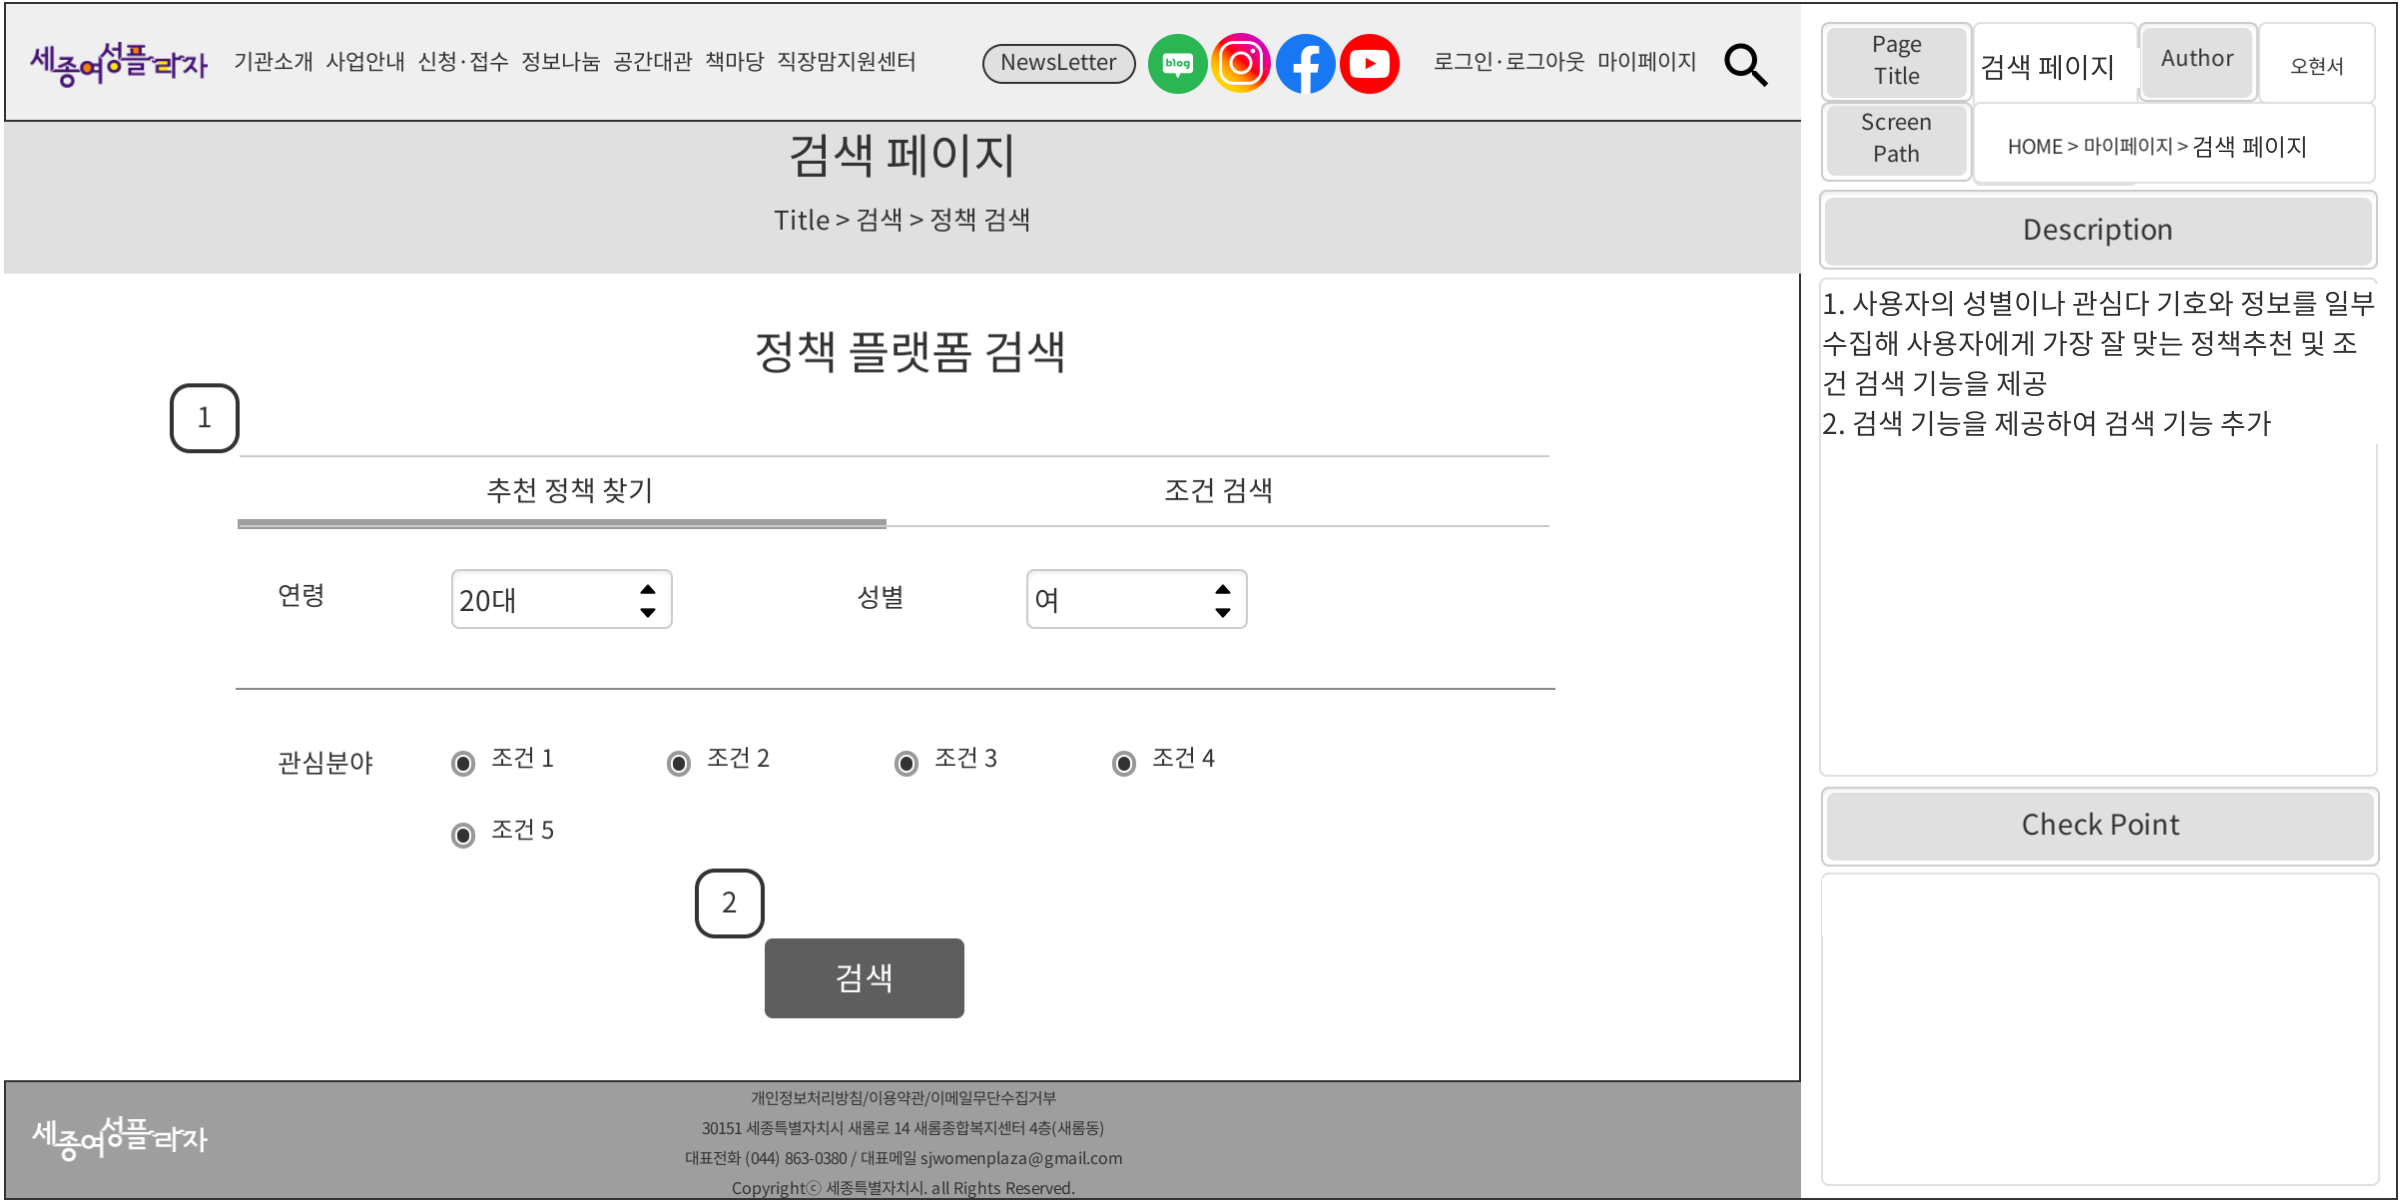 세종여성플라자
기관소개 사업안내 신청·접수 정보나눔 공간대관 책마당 직장맘지원센터
NewsLetter
blog
로그인·로그아웃 마이페이지
검색 페이지
Title > 검색 > 정책 검색
정책 플랫폼 검색
1
추천 정책 찾기
조건 검색
연령
20대
성별
여
관심분야
조건 1
조건 2
조건 3
조건 4
조건 5
2
검색
세종여성플라자
개인정보처리방침/이용약관/이메일무단수집거부
30151 세종특별자치시 새롬로 14 새롬종합복지센터 4층(새롬동)
대표전화 (044) 863-0380 / 대표메일 sjwomenplaza@gmail.com
Copyrightⓒ 세종특별자치시. all Rights Reserved.
Page
Title
검색 페이지
Author
오현서
Screen
Path
HOME > 마이페이지 > 검색 페이지
Description
1. 사용자의 성별이나 관심다 기호와 정보를 일부
수집해 사용자에게 가장 잘 맞는 정책추천 및 조
건 검색 기능을 제공
2. 검색 기능을 제공하여 검색 기능 추가
Check Point